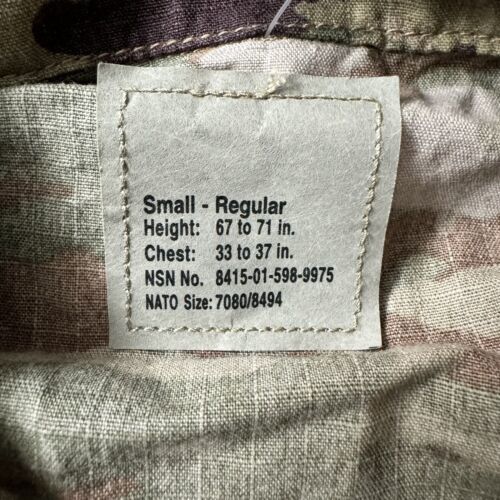 Small - Regular
Height: 67 to 71 in.
Chest: 33 to 37 in.
NSN No. 8415-01-598-9975
NATO Size: 7080/8494